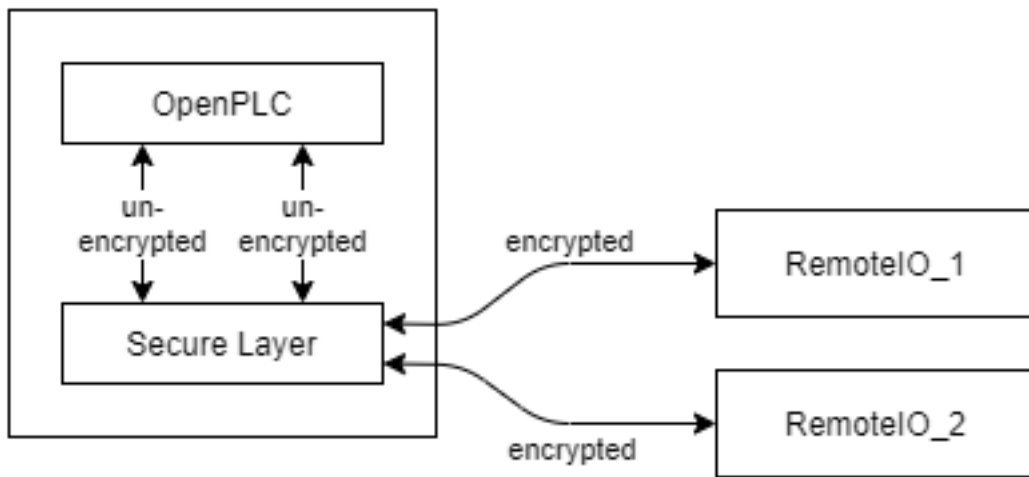 OpenPLC
un-
encrypted
un-
encrypted
Secure Layer
encrypted
RemoteIO_1
RemoteIO_2
encrypted